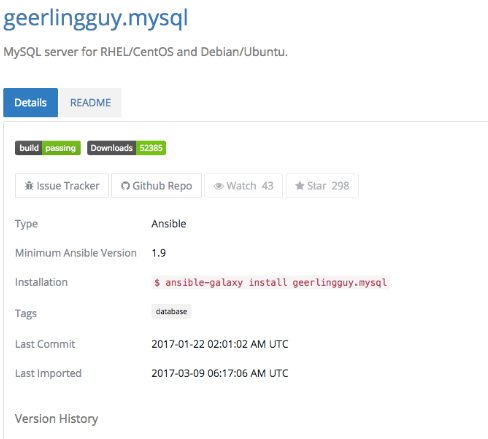 geerlingguy.mysql
MySQL server for RHEL/CentOS and Debian/Ubuntu.
Details README
build passing Downloads 52385
Issue Tracker Github Repo Watch 43 Star 298
Type Ansible
Minimum Ansible Version 1.9
Installation $ ansible-galaxy install geerlingguy.mysql
Tags database
Last Commit 2017-01-22 02:01:02 AM UTC
Last Imported 2017-03-09 06:17:06 AM UTC
Version History